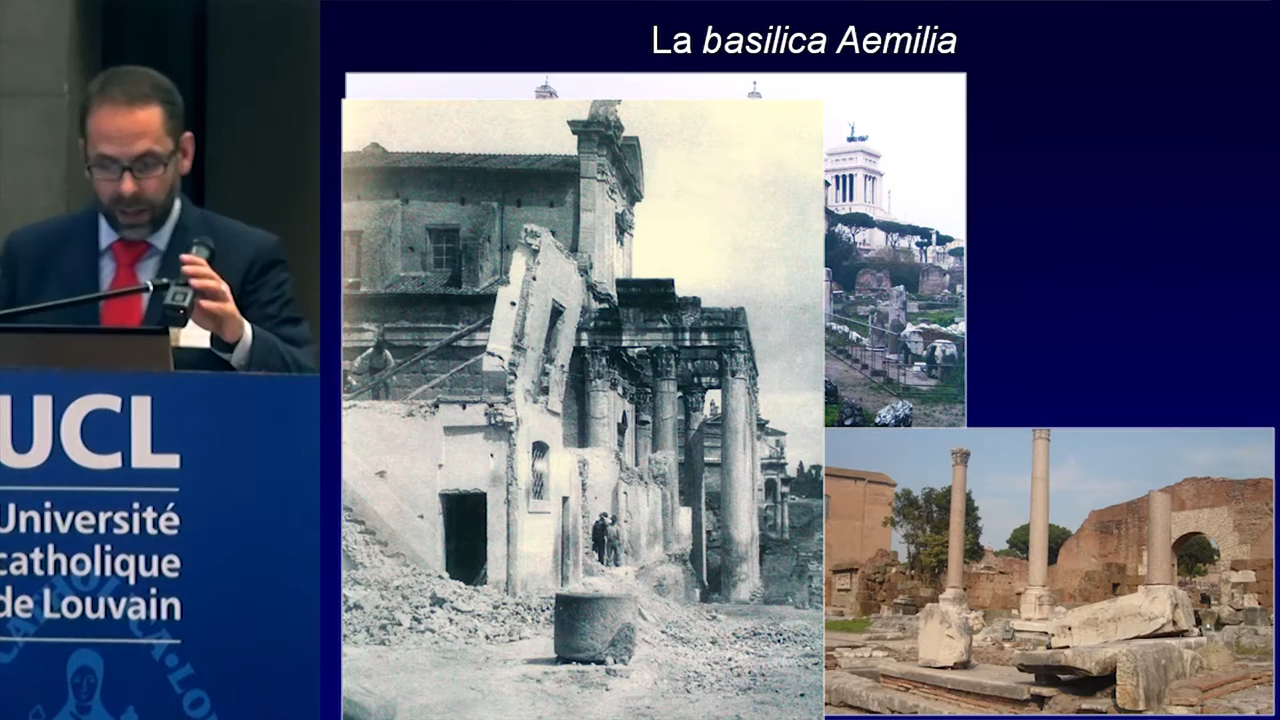 La basilica Aemilia
UCL
Université
catholique
de Louvain